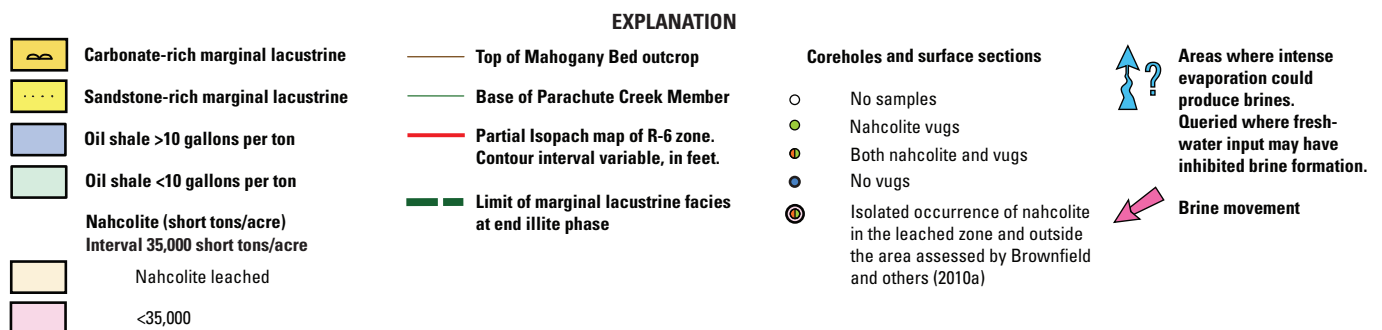 EXPLANATION
Carbonate-rich marginal lacustrine
Sandstone-rich marginal lacustrine
Oil shale >10 gallons per ton
Oil shale <10 gallons per ton
Nahcolite (short tons/acre)
Interval 35,000 short tons/acre
Nahcolite leached
<35,000
Top of Mahogany Bed outcrop
Base of Parachute Creek Member
Partial Isopach map of R-6 zone.
Contour interval variable, in feet.
Limit of marginal lacustrine facies
at end illite phase
Coreholes and surface sections
No samples
Nahcolite vugs
Both nahcolite and vugs
No vugs
Isolated occurrence of nahcolite
in the leached zone and outside
the area assessed by Brownfield
and others (2010a)
?
Areas where intense
evaporation could
produce brines.
Queried where fresh-
water input may have
inhibited brine formation.
Brine movement